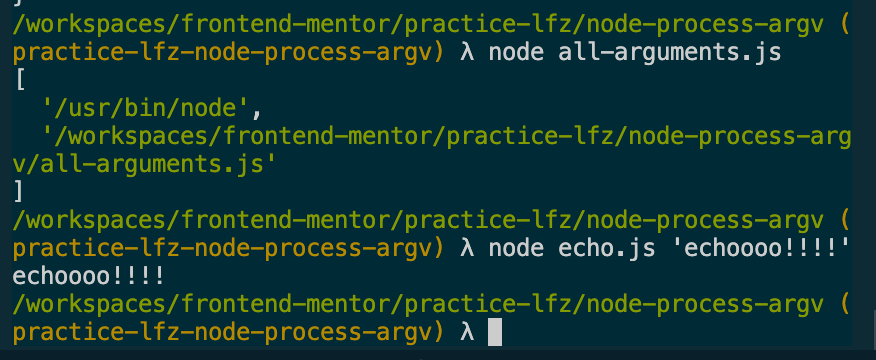 /workspaces/frontend-mentor/practice-lfz/node-process-argv (
practice-lfz-node-process-argv) λ node all-arguments.js
[
  '/usr/bin/node',
  '/workspaces/frontend-mentor/practice-lfz/node-process-arg
v/all-arguments.js'
]
/workspaces/frontend-mentor/practice-lfz/node-process-argv (
practice-lfz-node-process-argv) λ node echo.js 'echoooo!!!!'
echoooo!!!!
/workspaces/frontend-mentor/practice-lfz/node-process-argv (
practice-lfz-node-process-argv) λ